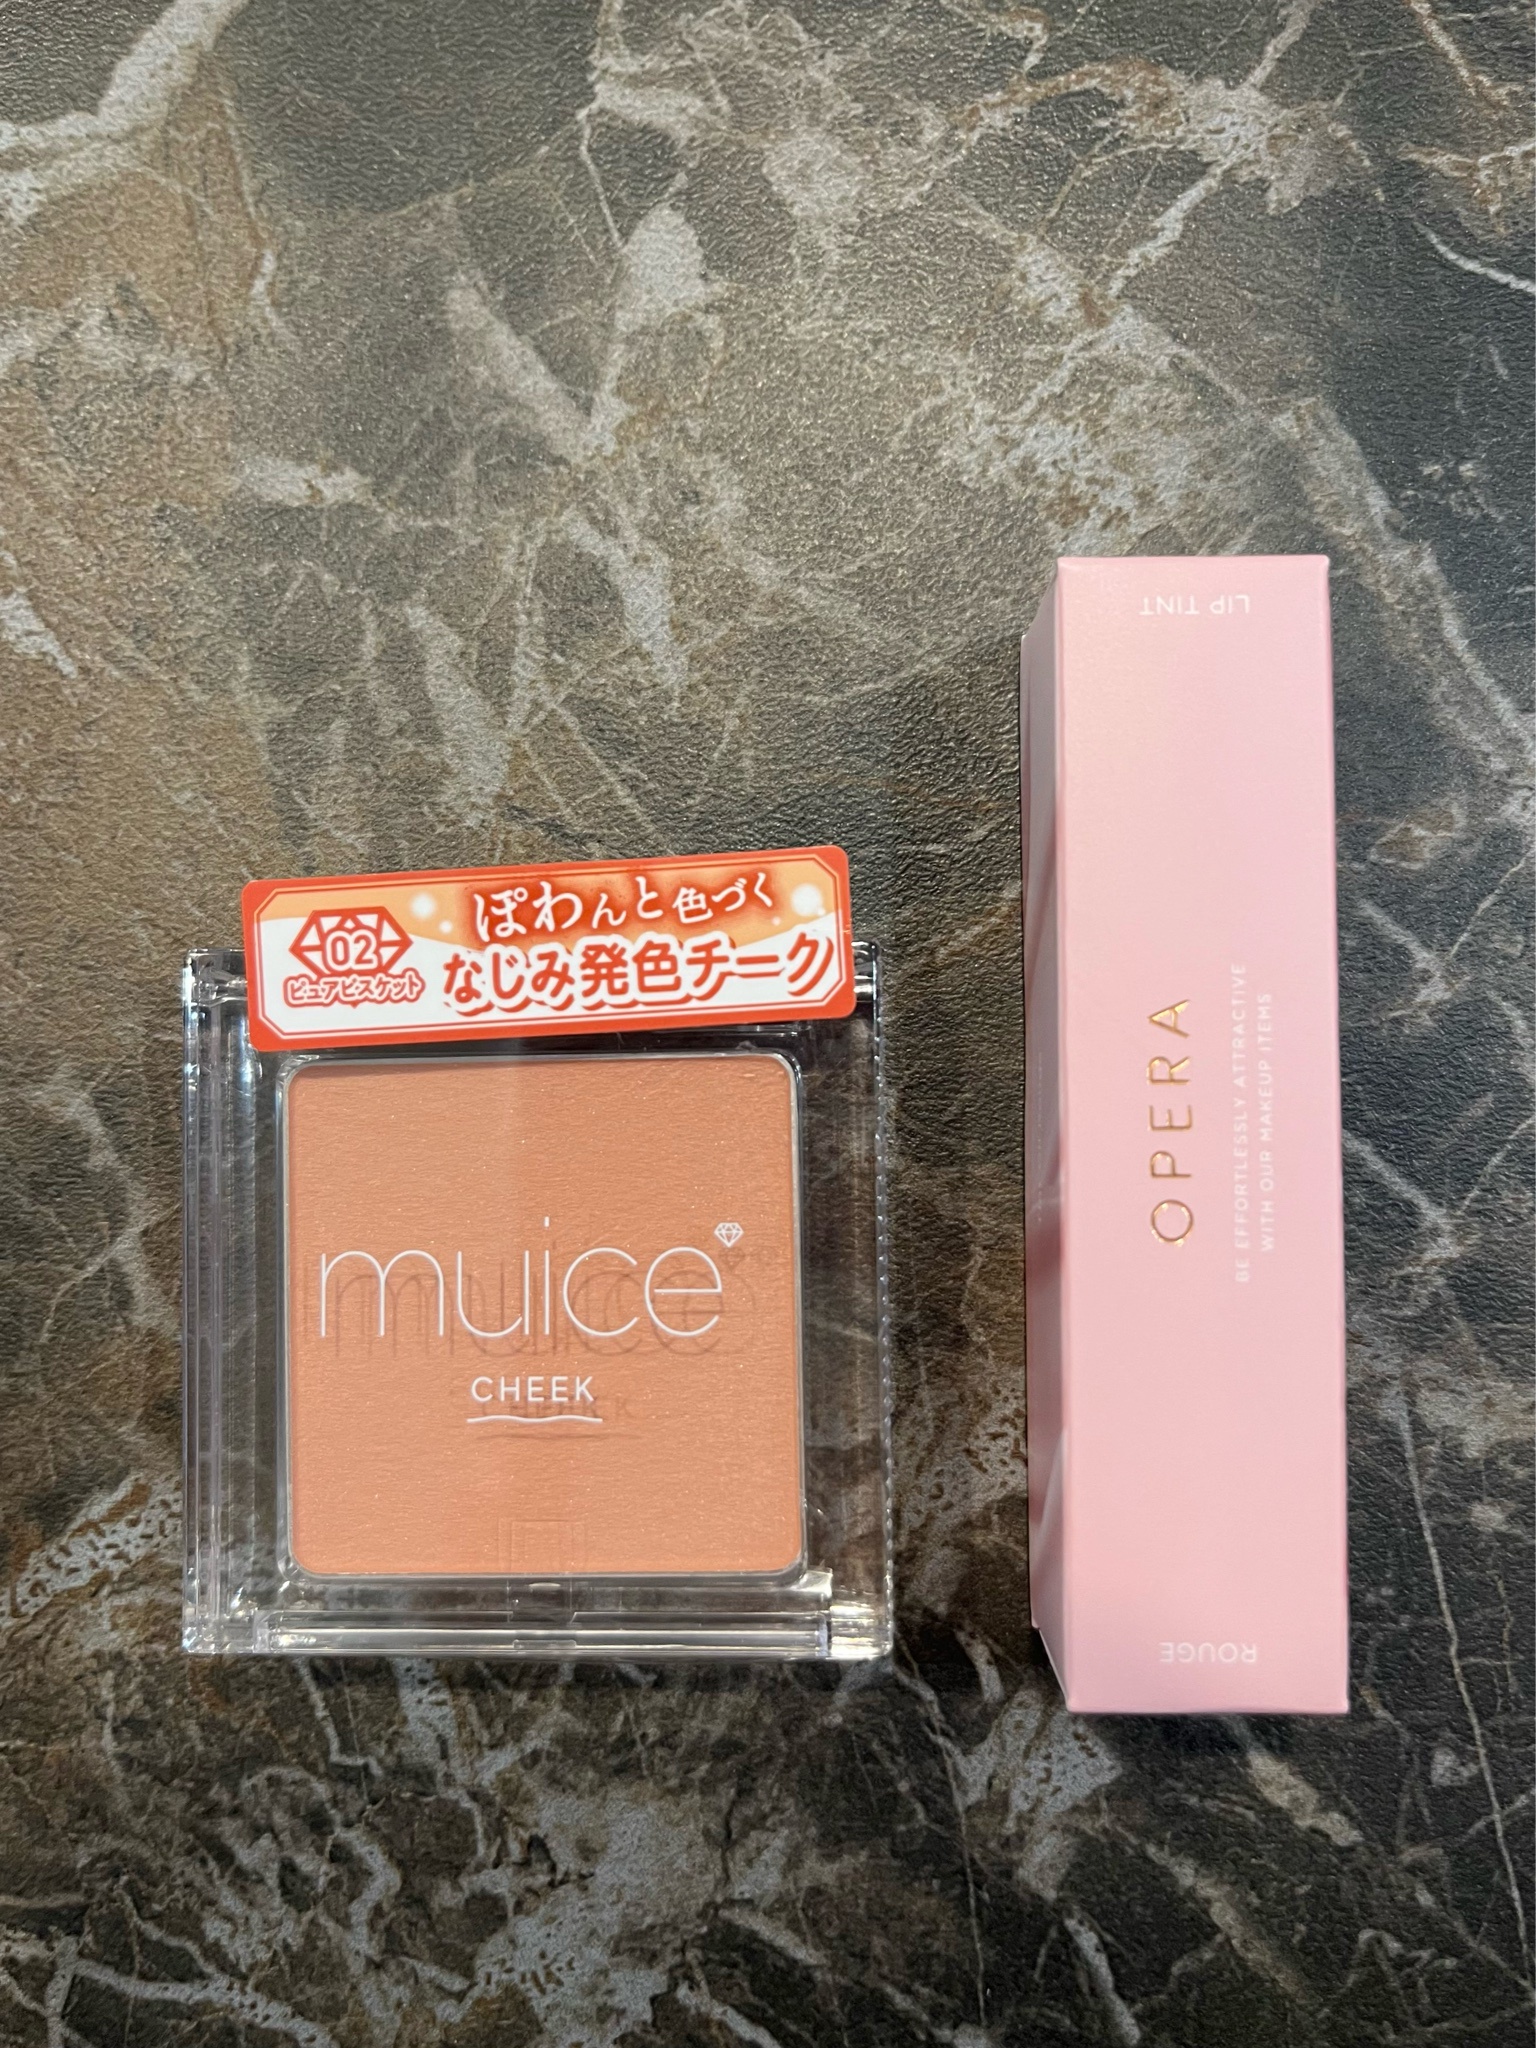 02
ピュアビスケット
ぽわんと色づく
なじみ発色チーク
muice
CHEEK
LIP TINT
OPERA
BE EFFORTLESSLY ATTRACTIVE
WITH OUR MAKEUP ITEMS
ROUGE